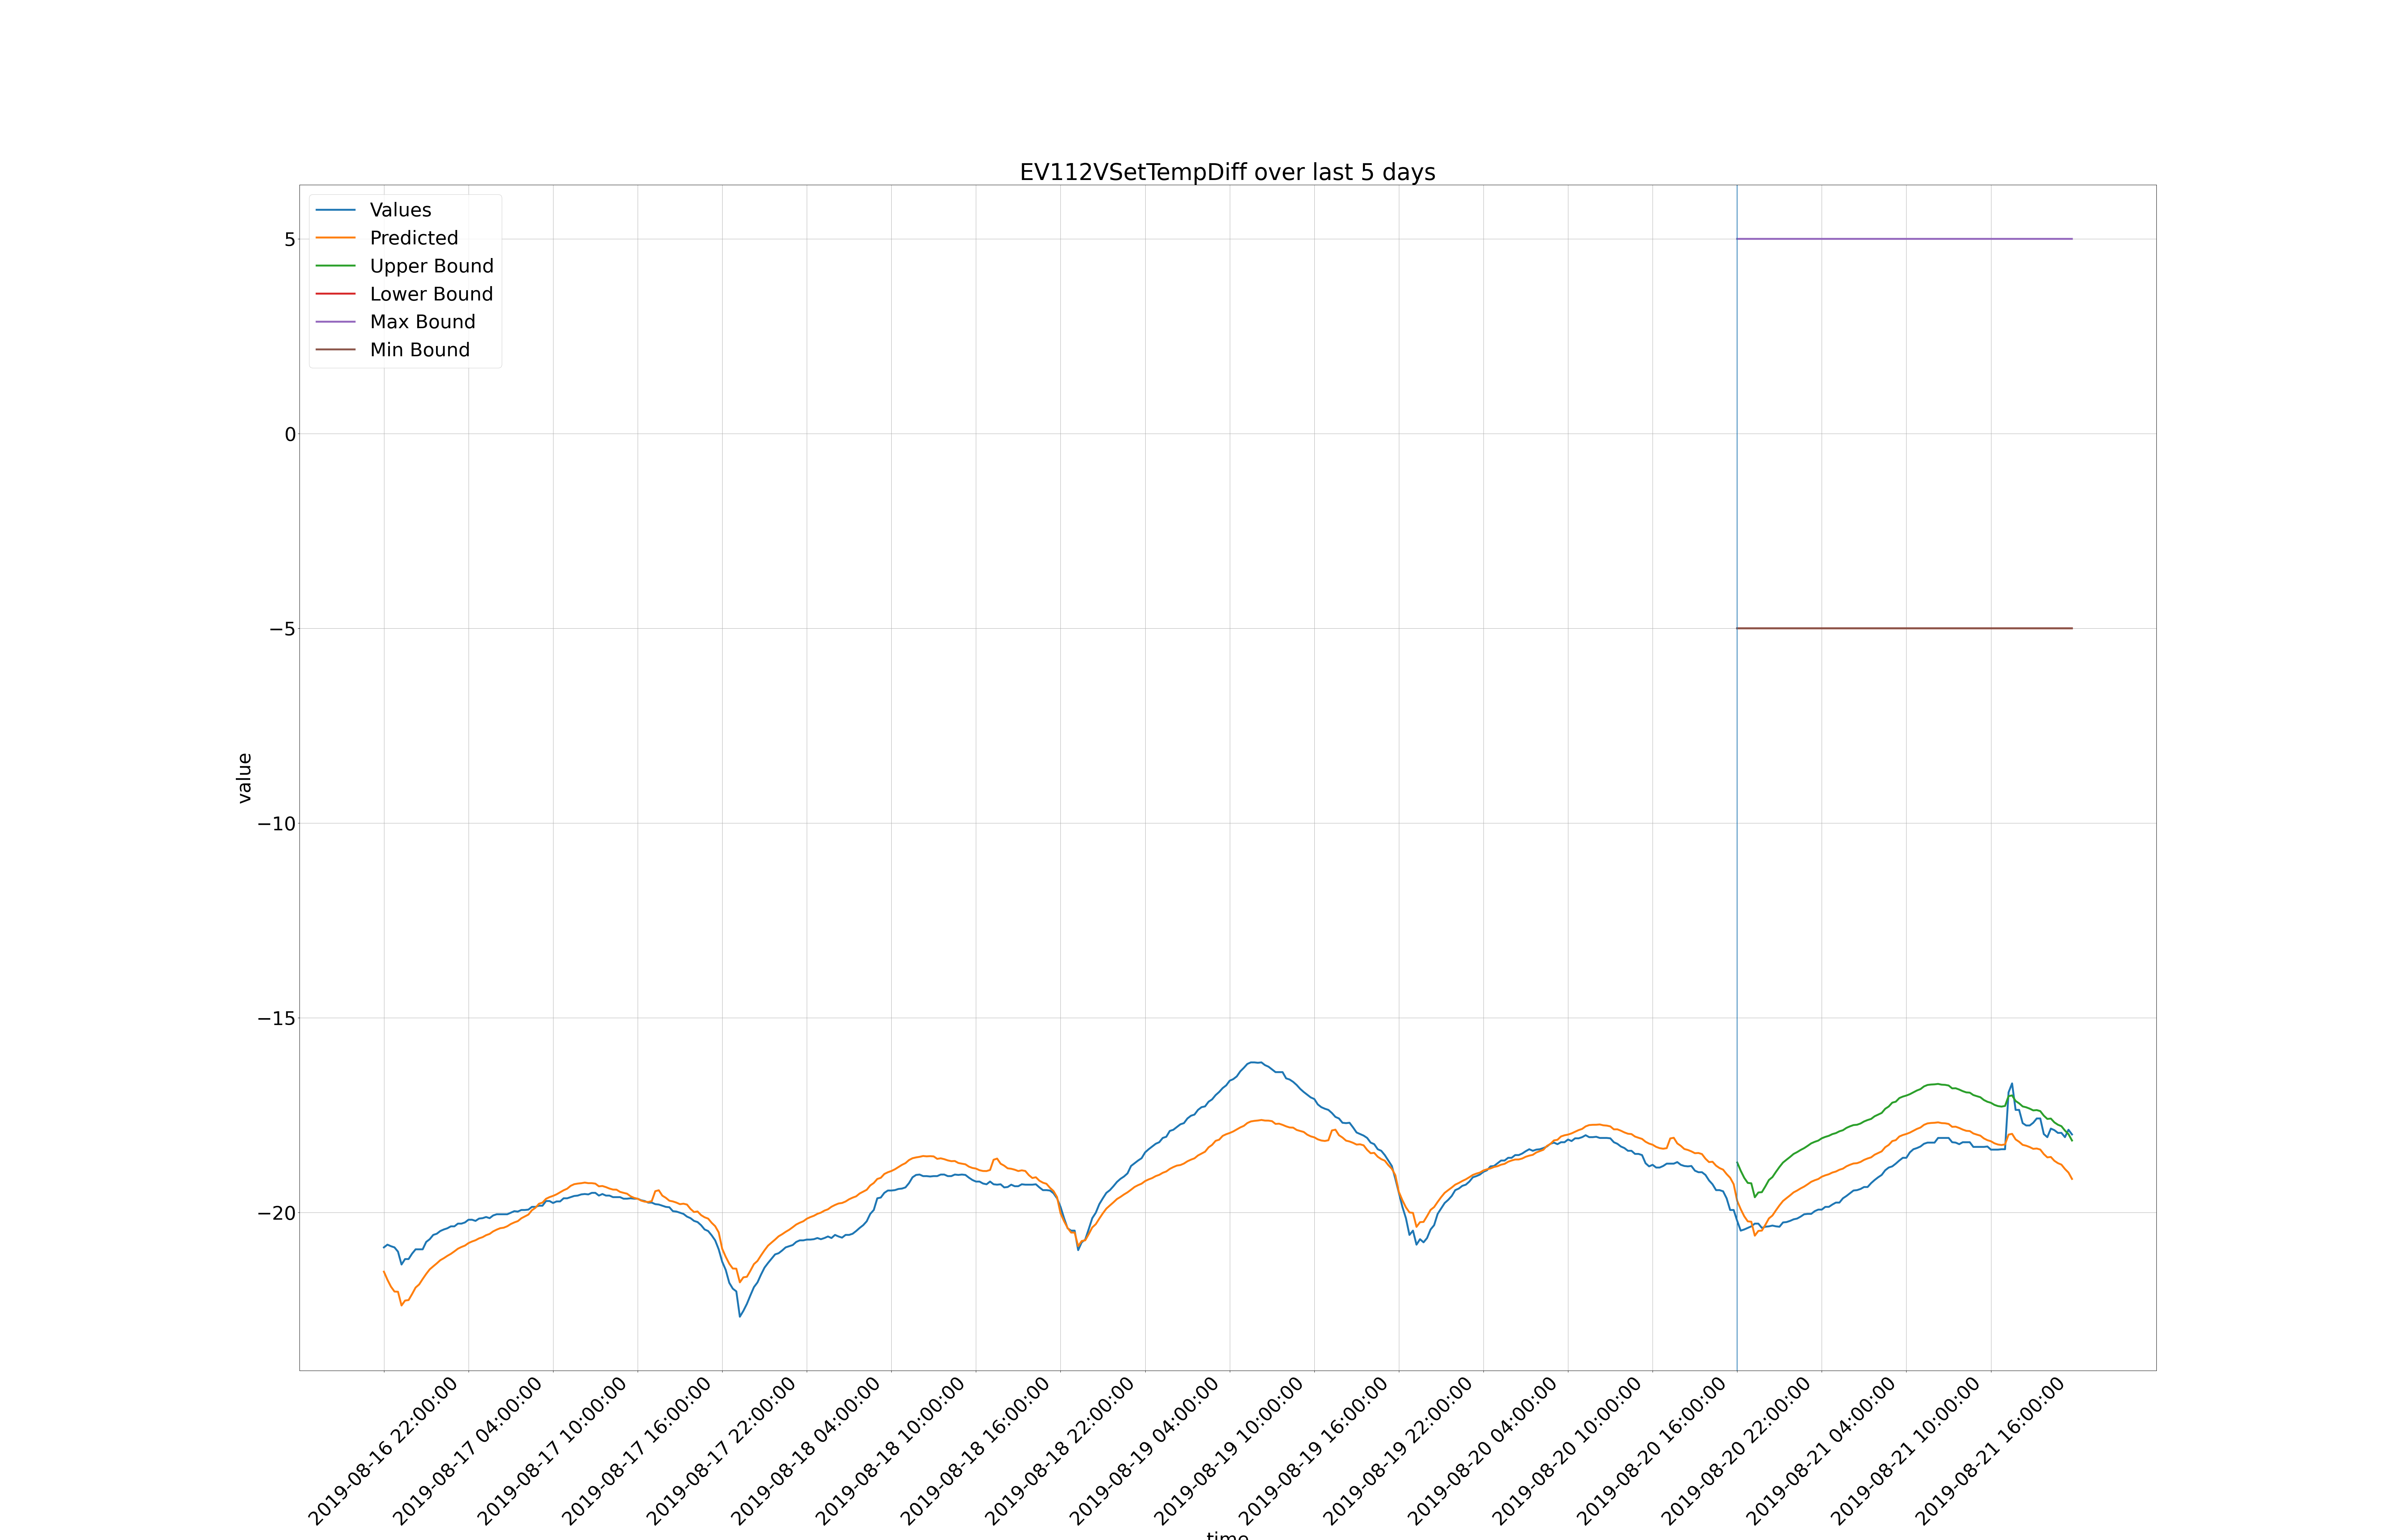 EV112VSetTempDiff over last 5 days
Values
Predicted
Upper Bound
Lower Bound
Max Bound
Min Bound
5
0
−5
−10
−15
−20
value
2019-08-16 22:00:00
2019-08-17 04:00:00
2019-08-17 10:00:00
2019-08-17 16:00:00
2019-08-17 22:00:00
2019-08-18 04:00:00
2019-08-18 10:00:00
2019-08-18 16:00:00
2019-08-18 22:00:00
2019-08-19 04:00:00
2019-08-19 10:00:00
2019-08-19 16:00:00
2019-08-19 22:00:00
2019-08-20 04:00:00
2019-08-20 10:00:00
2019-08-20 16:00:00
2019-08-20 22:00:00
2019-08-21 04:00:00
2019-08-21 10:00:00
2019-08-21 16:00:00
time